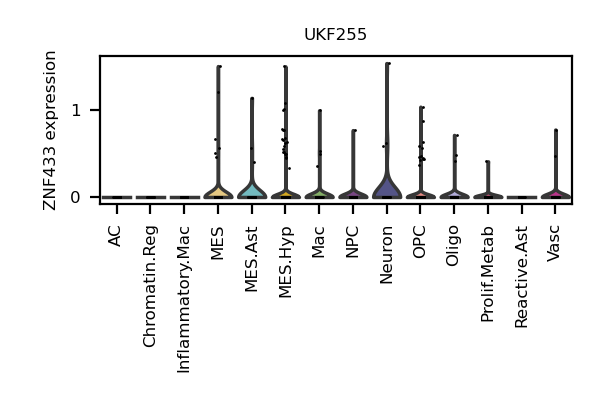 UKF255
ZNF433 expression
1
0
AC
Chromatin.Reg
Inflammatory.Mac
MES
MES.Ast
MES.Hyp
Mac
NPC
Neuron
OPC
Oligo
Prolif.Metab
Reactive.Ast
Vasc